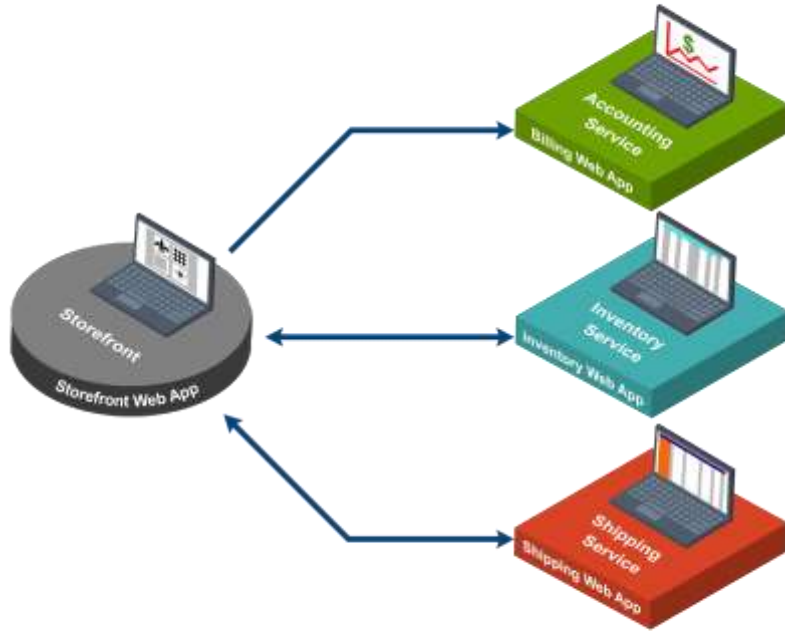 Accounting
Service
Billing Web App
Storefront
Storefront Web App
Inventory
Service
Inventory Web App
Shipping
Service
Shipping Web App